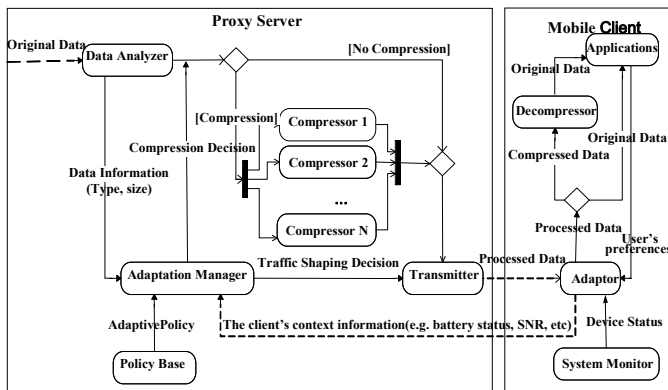 Proxy Server
Mobile Client
Original Data
Data Analyzer
[No Compression]
Applications
Original Data
Decompressor
[Compression]
Compressor 1
Compression Decision
Original Data
Compressed Data
Compressor 2
Data Information
(Type, size)
...
Compressor N
Processed Data
User's
preferences
Traffic Shaping Decision
Processed Data
Adaptation Manager
Transmitter
Adaptor
AdaptivePolicy
The client's context information(e.g. battery status, SNR, etc)
Device Status
Policy Base
System Monitor